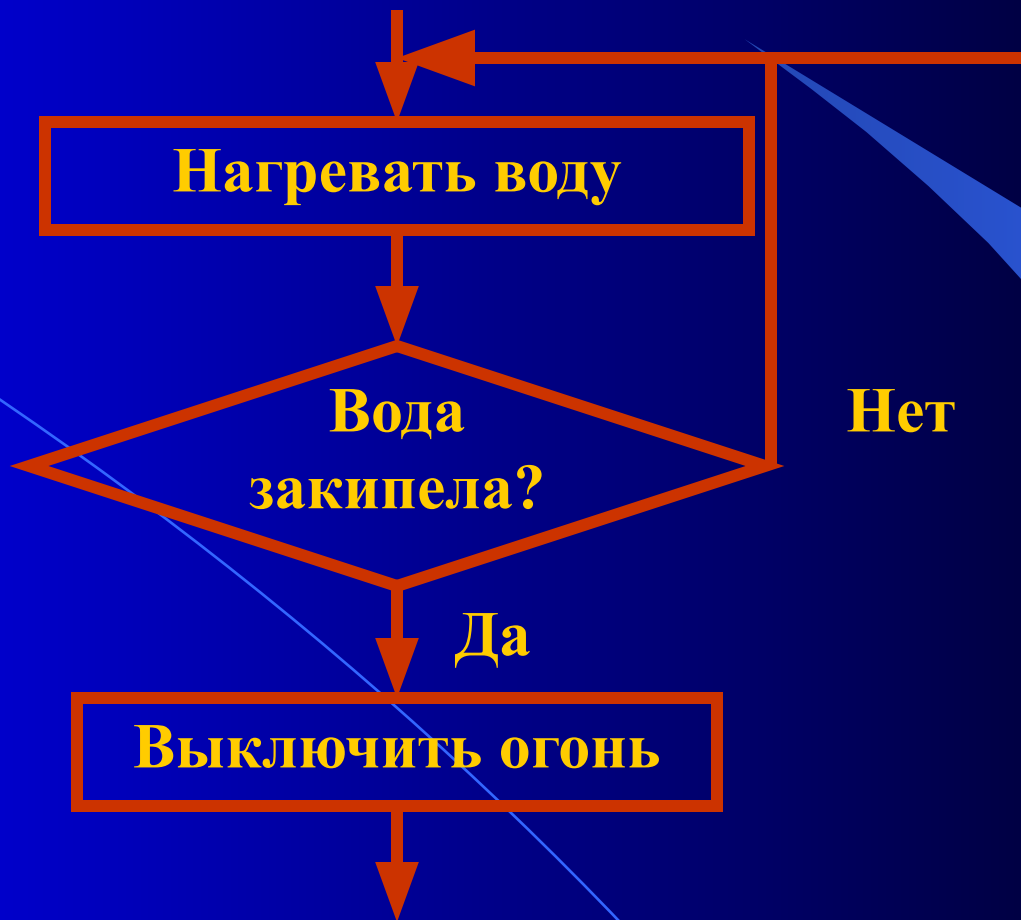 Нагревать воду
Вода
закипела?
Нет
Да
Выключить огонь